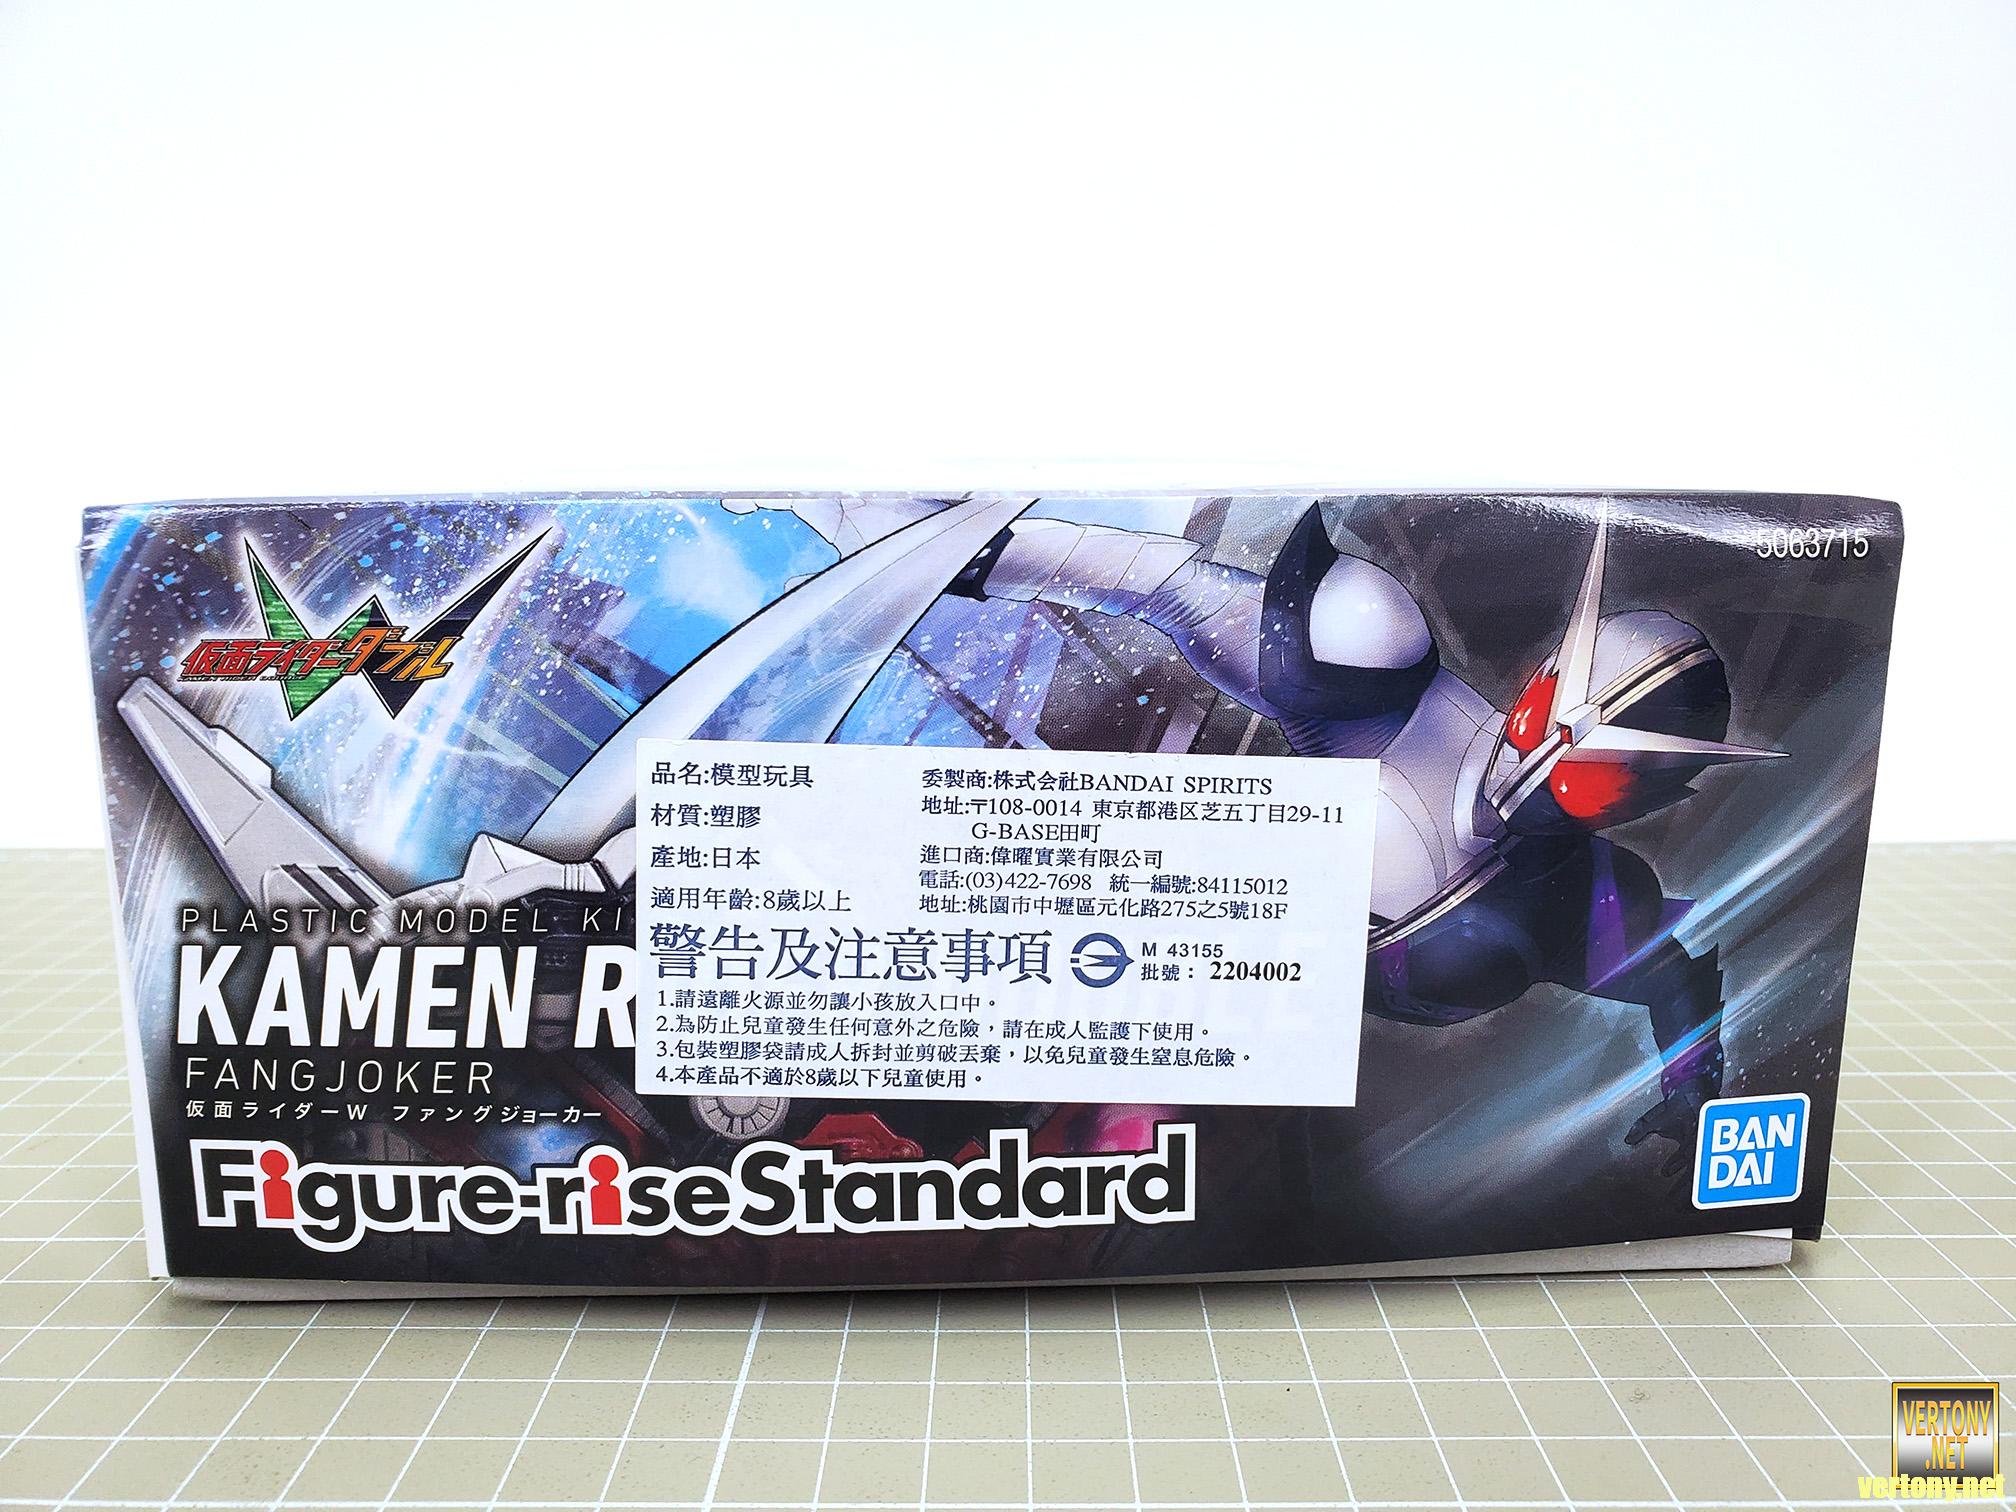 5063715
仮面ライダーダブル
PLASTIC MODEL KI
KAMEN R
FANGJOKER
仮面ライダーW ファングジョーカー
Figure-rise Standard
BAN
DAI
品名:模型玩具
材質:塑膠
產地:日本
適用年齡:8歲以上
委製商:株式会社BANDAI SPIRITS
地址:〒108-0014 東京都港区芝五丁目29-11
G-BASE田町
進口商:偉曜實業有限公司
電話:(03)422-7698 統一編號:84115012
地址:桃園市中壢區元化路275之5號18F
警告及注意事項
M 43155
批號： 2204002
1.請遠離火源並勿讓小孩放入口中。
2.為防止兒童發生任何意外之危險，請在成人監護下使用。
3.包裝塑膠袋請成人拆封並剪破丟棄，以免兒童發生窒息危險。
4.本產品不適於8歲以下兒童使用。
VERTONY
.NET
vertony.net